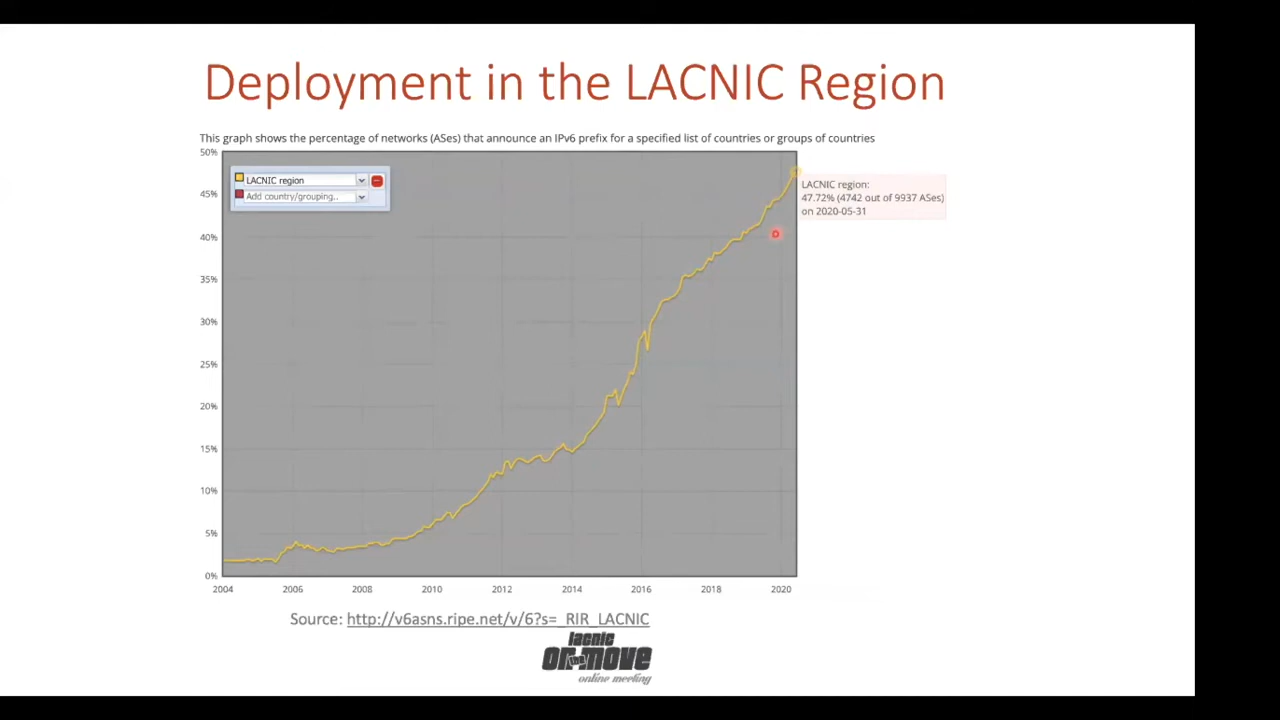 Deployment in the LACNIC Region
This graph shows the percentage of networks (ASes) that announce an IPv6 prefix for a specified list of countries or groups of countries
50%
LACNIC region
Add country/grouping..
LACNIC region:
47.72% (4742 out of 9937 ASes)
on 2020-05-31
45%
40%
35%
30%
25%
20%
15%
10%
5%
0%
2004 2006 2008 2010 2012 2014 2016 2018 2020
Source: http://v6asns.ripe.net/v/6?s=_RIR_LACNIC
lacnic
on the move
online meeting